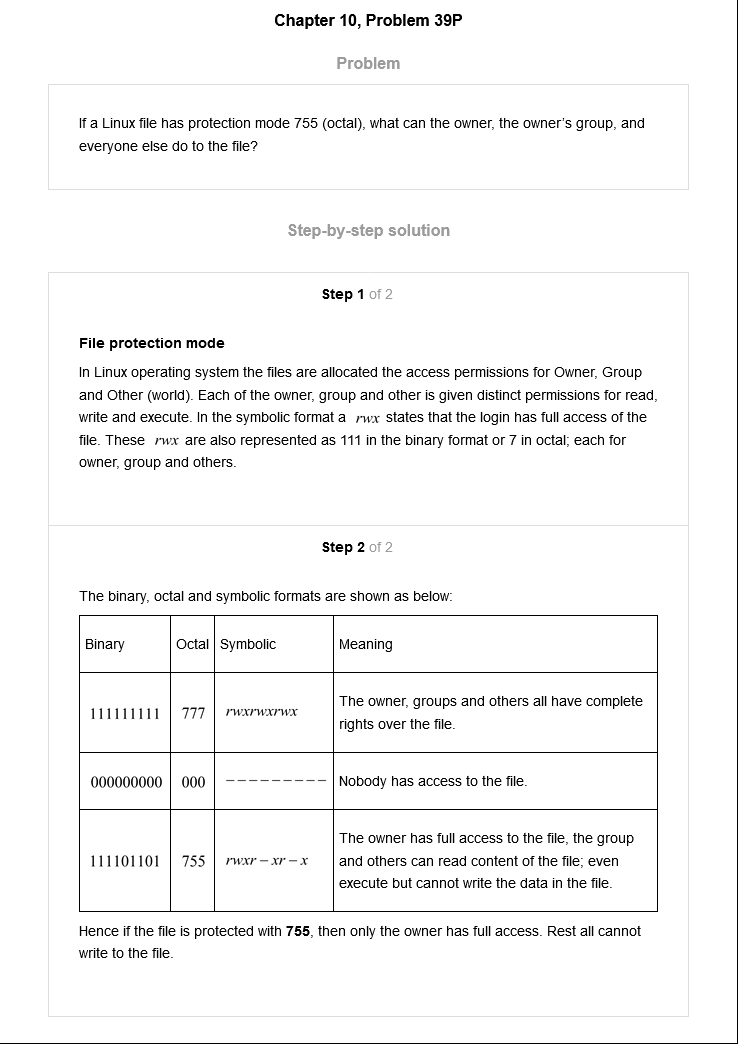 Chapter 10, Problem 39P
Problem
If a Linux file has protection mode 755 (octal), what can the owner, the owner's group, and
everyone else do to the file?
Step-by-step solution
Step 1 of 2
File protection mode
In Linux operating system the files are allocated the access permissions for Owner, Group
and Other (world). Each of the owner, group and other is given distinct permissions for read,
write and execute. In the symbolic format a rwx states that the login has full access of the
file. These rwx are also represented as 111 in the binary format or 7 in octal; each for
owner, group and others.
Step 2 of 2
The binary, octal and symbolic formats are shown as below:
Binary Octal Symbolic Meaning
111111111 777 rwxrwxrwx The owner, groups and others all have complete
rights over the file.
000000000 000 --------- Nobody has access to the file.
111101101 755 rwxr-xr-x The owner has full access to the file, the group
and others can read content of the file; even
execute but cannot write the data in the file.
Hence if the file is protected with 755, then only the owner has full access. Rest all cannot
write to the file.